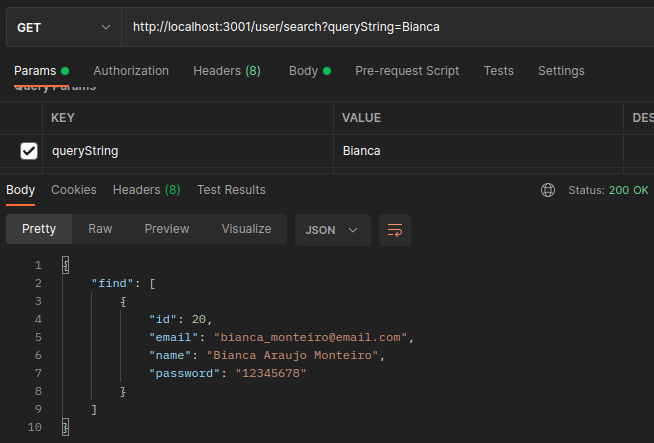 GET http://localhost:3001/user/search?queryString=Bianca
Params Authorization Headers (8) Body Pre-request Script Tests Settings
Query Params
KEY VALUE DES
queryString Bianca
Body Cookies Headers (8) Test Results Status: 200 OK
Pretty Raw Preview Visualize JSON
1 {
2 "find": [
3 {
4 "id": 20,
5 "email": "bianca_monteiro@email.com",
6 "name": "Bianca Araujo Monteiro",
7 "password": "12345678"
8 }
9 ]
10 }